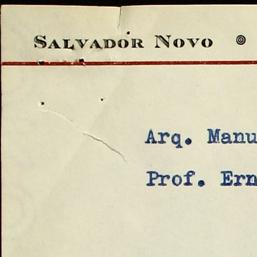 SALVADOR NOVO
Arq. Manu
Prof. Ern